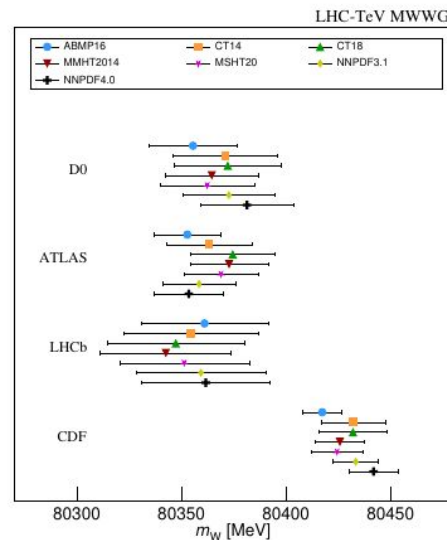 LHC-TeV MWWG
ABMP16 CT14 CT18
MMHT2014 MSHT20 NNPDF3.1
NNPDF4.0
D0
ATLAS
LHCb
CDF
80300 80350 80400 80450
m_W [MeV]